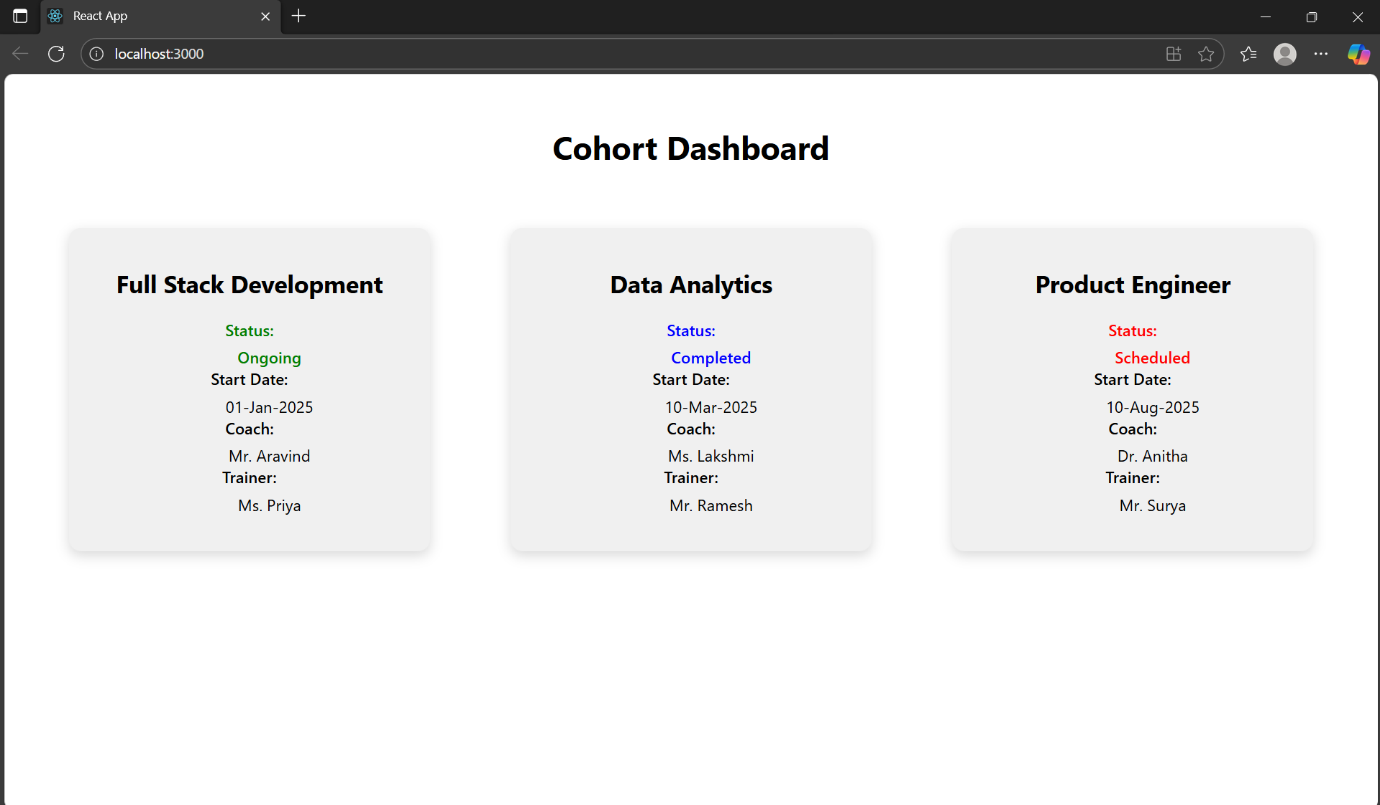 React App
localhost:3000
Cohort Dashboard
Full Stack Development
Status:
Ongoing
Start Date:
01-Jan-2025
Coach:
Mr. Aravind
Trainer:
Ms. Priya
Data Analytics
Status:
Completed
Start Date:
10-Mar-2025
Coach:
Ms. Lakshmi
Trainer:
Mr. Ramesh
Product Engineer
Status:
Scheduled
Start Date:
10-Aug-2025
Coach:
Dr. Anitha
Trainer:
Mr. Surya